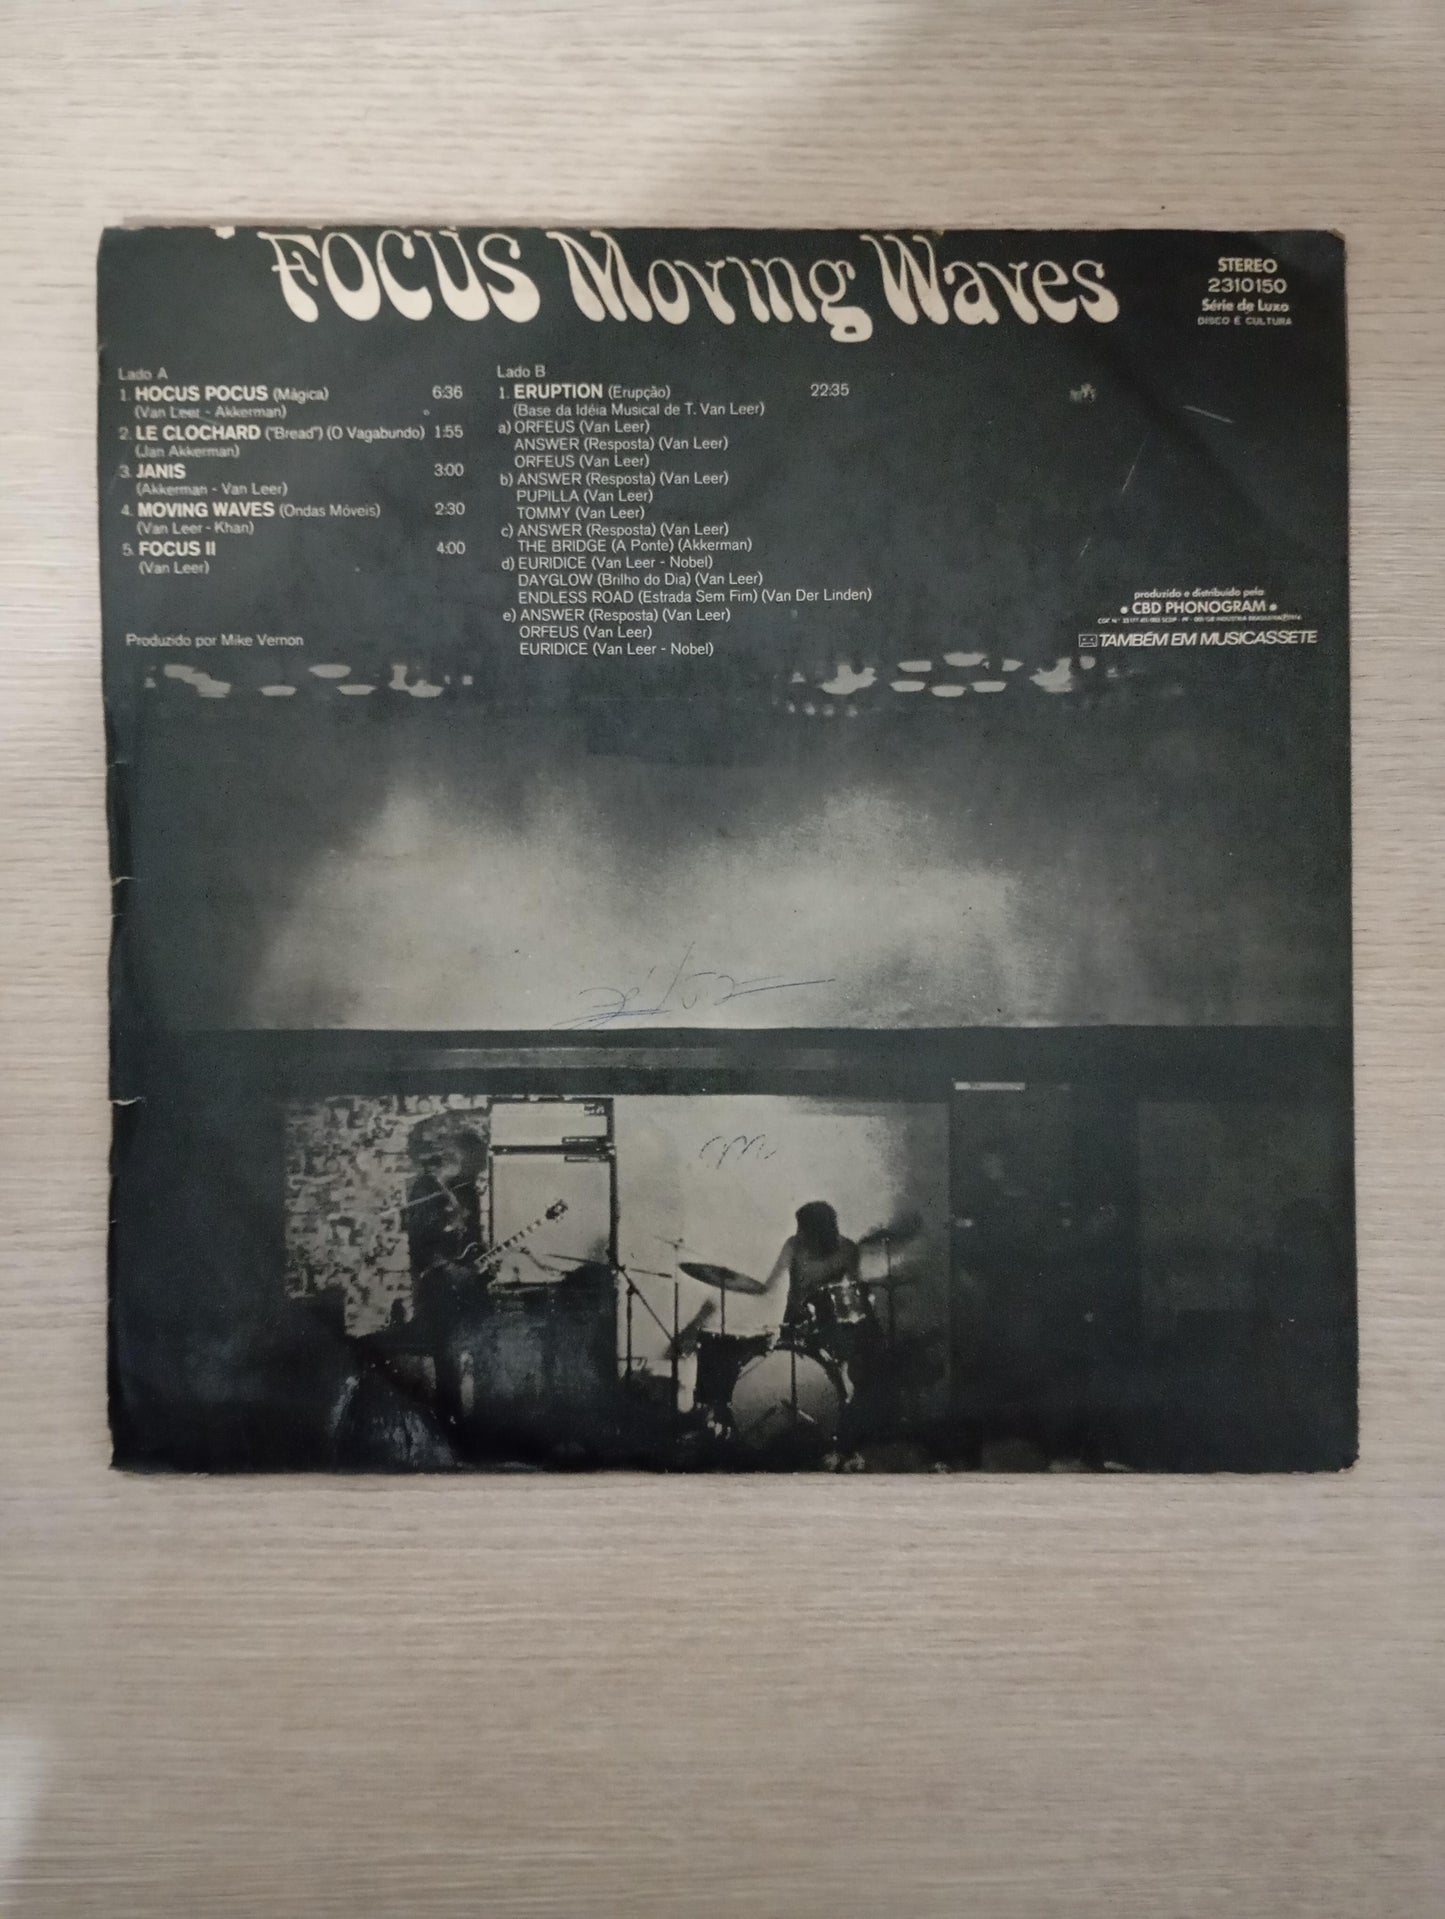 FOCUS Moving Waves
STEREO
2310150
Série de Luxo
DISCO É CULTURA
Lado A
1. HOCUS POCUS (Mágica) 6:36
(Van Leer - Akkerman)
2. LE CLOCHARD ("Bread") (O Vagabundo) 1:55
(Jan Akkerman)
3. JANIS 3:00
(Akkerman - Van Leer)
4. MOVING WAVES (Ondas Móveis) 2:30
(Van Leer - Khan)
5. FOCUS II 4:00
(Van Leer)
Produzido por Mike Vernon
Lado B
1. ERUPTION (Erupção) 22:35
(Base da Idéia Musical de T. Van Leer)
a) ORFEUS (Van Leer)
ANSWER (Resposta) (Van Leer)
ORFEUS (Van Leer)
b) ANSWER (Resposta) (Van Leer)
PUPILLA (Van Leer)
TOMMY (Van Leer)
c) ANSWER (Resposta) (Van Leer)
THE BRIDGE (A Ponte) (Akkerman)
d) EURIDICE (Van Leer - Nobel)
DAYGLOW (Brilho do Dia) (Van Leer)
ENDLESS ROAD (Estrada Sem Fim) (Van Der Linden)
e) ANSWER (Resposta) (Van Leer)
ORFEUS (Van Leer)
EURIDICE (Van Leer - Nobel)
produzido e distribuido pela
• CBD PHONOGRAM •
TAMBÉM EM MUSICASSETE